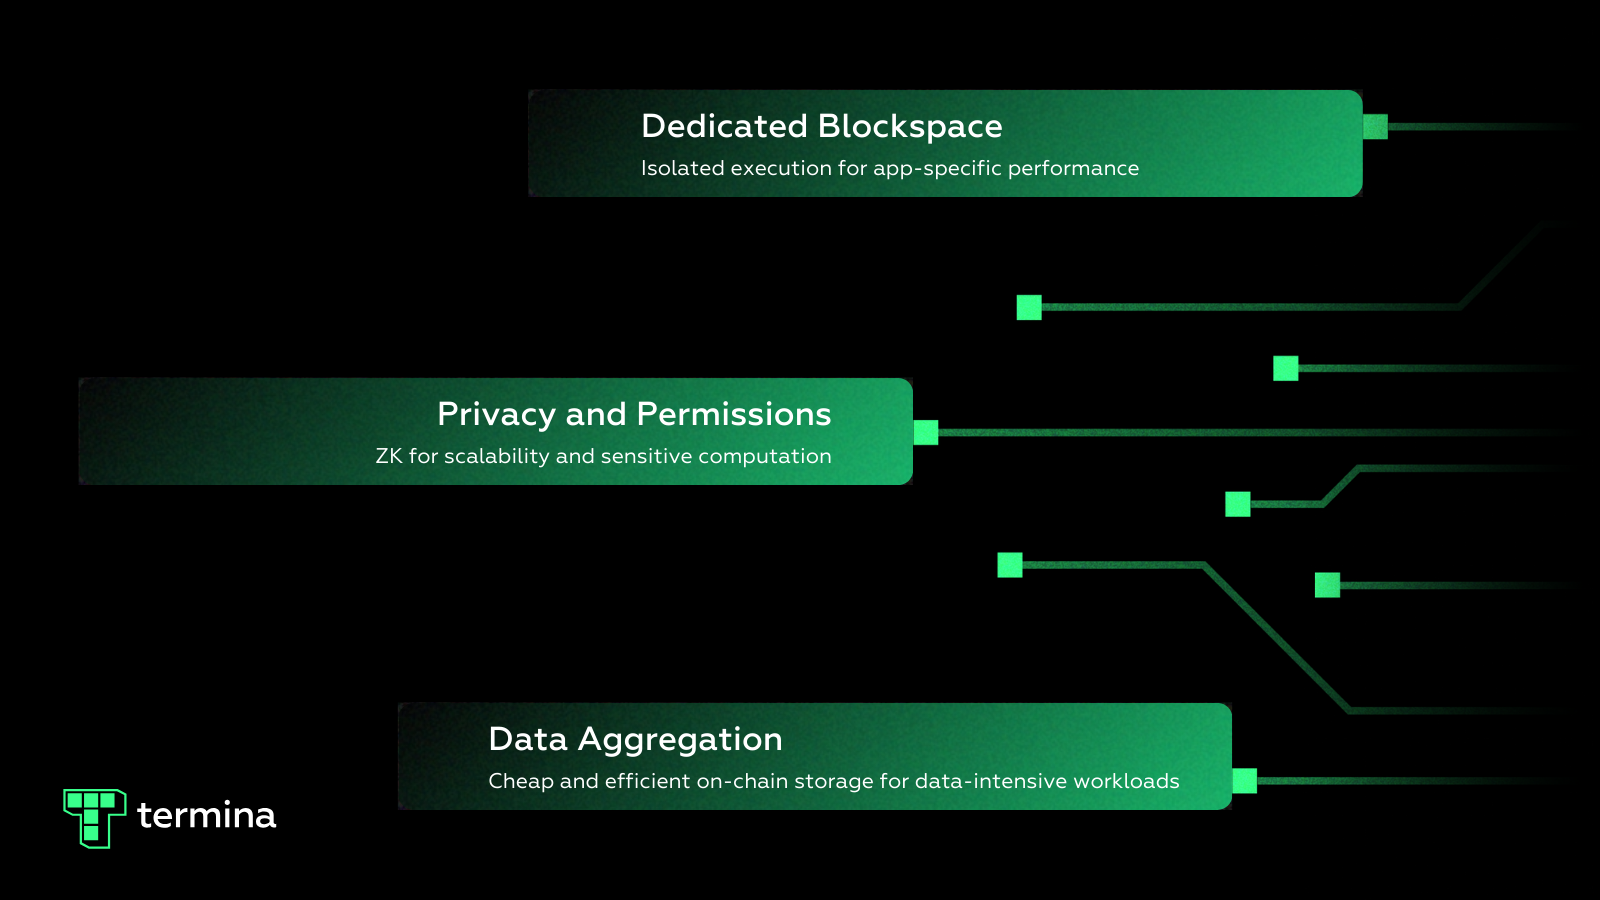 Dedicated Blockspace
Isolated execution for app-specific performance
Privacy and Permissions
ZK for scalability and sensitive computation
Data Aggregation
Cheap and efficient on-chain storage for data-intensive workloads
termina